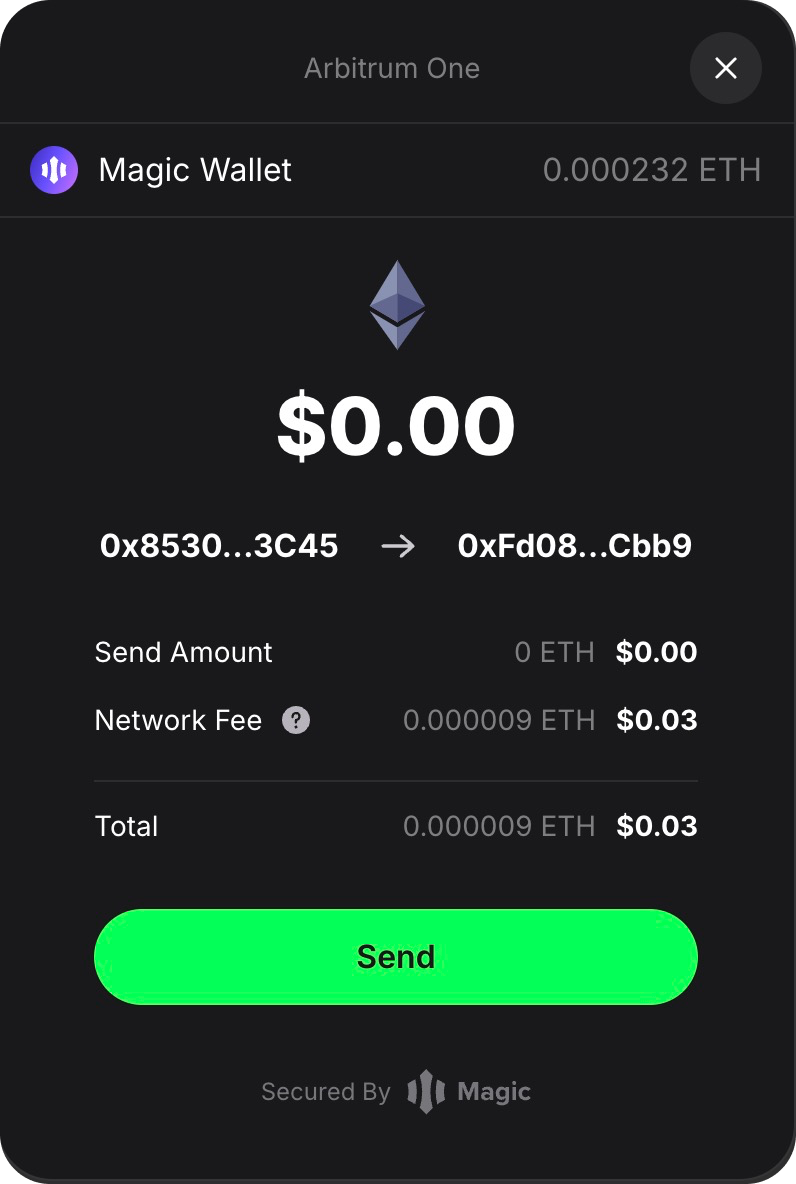 Arbitrum One
Magic Wallet 0.000232 ETH
$0.00
0x8530...3C45 → 0xFd08...Cbb9
Send Amount 0 ETH $0.00
Network Fee ? 0.000009 ETH $0.03
Total 0.000009 ETH $0.03
Send
Secured By Magic